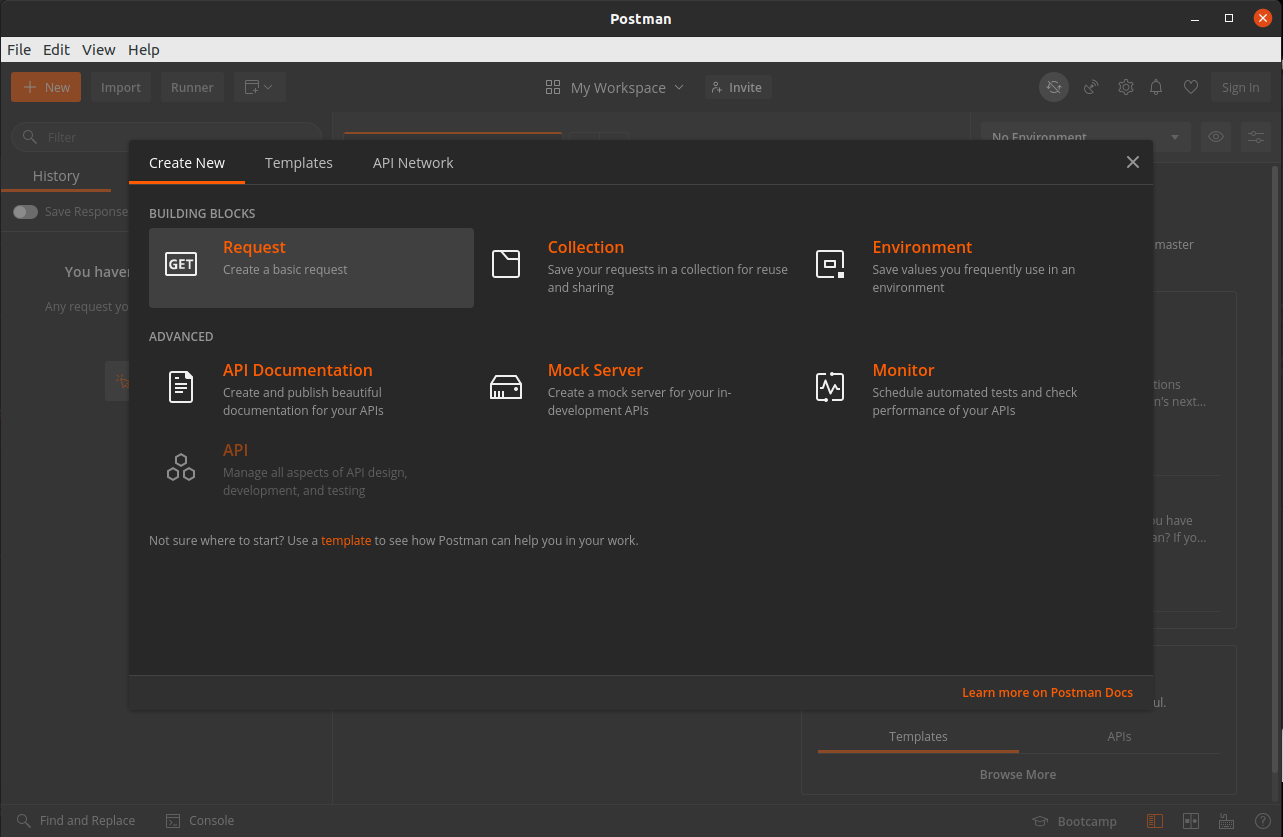 Postman
File Edit View Help
New Import Runner My Workspace Invite Sign In
Filter
No Environment
History
Save Response
You haven
Any request yo
Create New Templates API Network
BUILDING BLOCKS
GET
Request
Create a basic request
Collection
Save your requests in a collection for reuse
and sharing
Environment
Save values you frequently use in an
environment
ADVANCED
API Documentation
Create and publish beautiful
documentation for your APIs
Mock Server
Create a mock server for your in-
development APIs
Monitor
Schedule automated tests and check
performance of your APIs
API
Manage all aspects of API design,
development, and testing
Not sure where to start? Use a template to see how Postman can help you in your work.
Learn more on Postman Docs
master
tions
n's next...
ou have
an? If yo...
ul.
Templates APIs
Browse More
Find and Replace Console Bootcamp